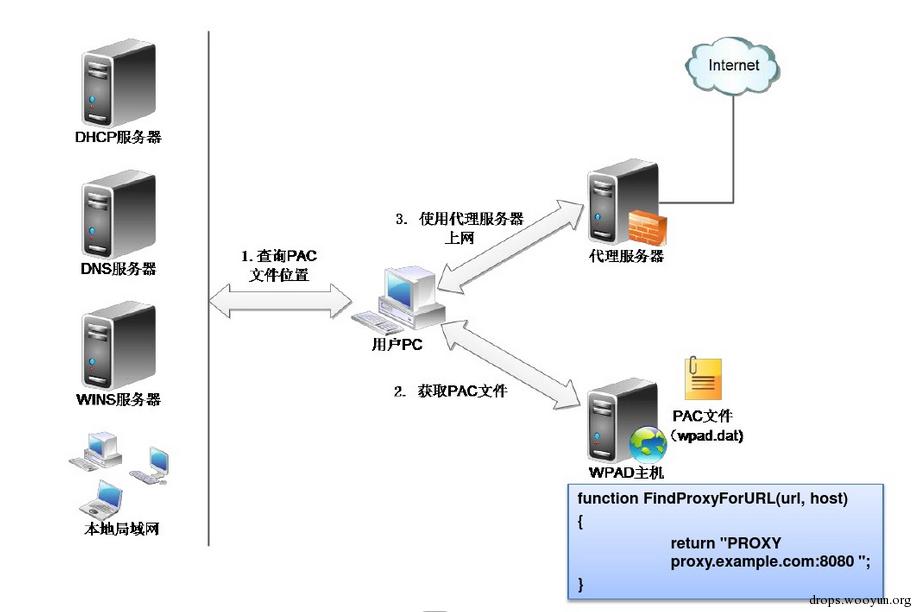 DHCP服务器
DNS服务器
WINS服务器
本地局域网
1.查询PAC
文件位置
用户PC
3. 使用代理服务器
上网
2. 获取PAC文件
Internet
代理服务器
PAC文件
（wpad.dat)
WPAD主机
function FindProxyForURL(url, host)
{
return "PROXY
proxy.example.com:8080 ";
}
drops.wooyun.org